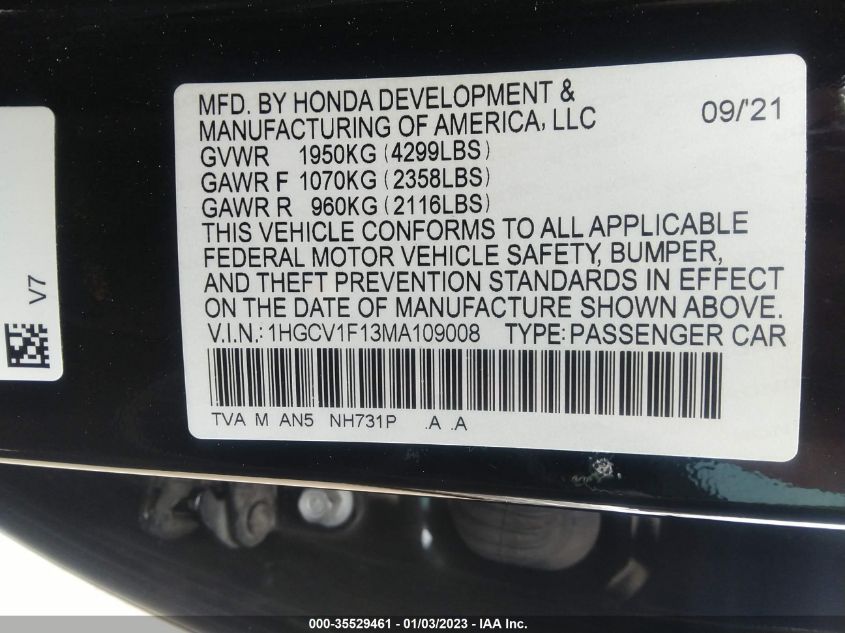 MFD. BY HONDA DEVELOPMENT &
MANUFACTURING OF AMERICA, LLC 09/'21
GVWR 1950KG (4299LBS)
GAWR F 1070KG (2358LBS)
GAWR R 960KG (2116LBS)
THIS VEHICLE CONFORMS TO ALL APPLICABLE
FEDERAL MOTOR VEHICLE SAFETY, BUMPER,
AND THEFT PREVENTION STANDARDS IN EFFECT
ON THE DATE OF MANUFACTURE SHOWN ABOVE.
V.I.N.: 1HGCV1F13MA109008 TYPE: PASSENGER CAR
TVA M AN5 NH731P .A .A
V7
000-35529461 - 01/03/2023 - IAA Inc.